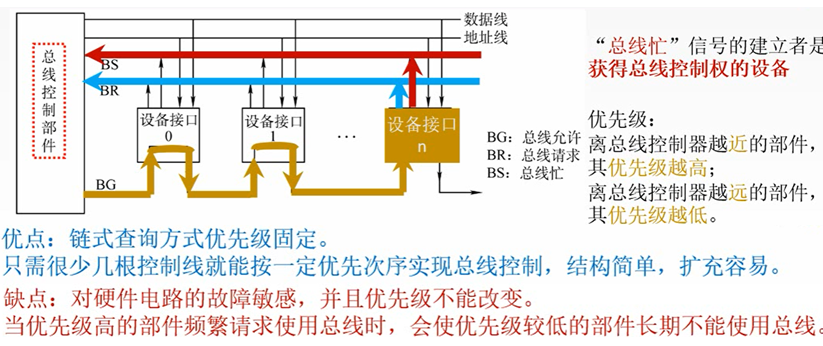 数据线
地址线
总线控制部件
BS
BR
设备接口
0
设备接口
1
...
设备接口
n
BG
BG：总线允许
BR：总线请求
BS：总线忙
“总线忙”信号的建立者是
获得总线控制权的设备
优先级：
离总线控制器越近的部件，
其优先级越高；
离总线控制器越远的部件，
其优先级越低。
优点：链式查询方式优先级固定。
只需很少几根控制线就能按一定优先次序实现总线控制，结构简单，扩充容易。
缺点：对硬件电路的故障敏感，并且优先级不能改变。
当优先级高的部件频繁请求使用总线时，会使优先级较低的部件长期不能使用总线。